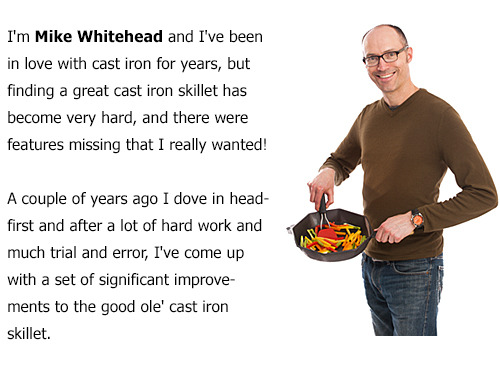 I'm Mike Whitehead and I've been
in love with cast iron for years, but
finding a great cast iron skillet has
become very hard, and there were
features missing that I really wanted!
A couple of years ago I dove in head-
first and after a lot of hard work and
much trial and error, I've come up
with a set of significant improve-
ments to the good ole' cast iron
skillet.